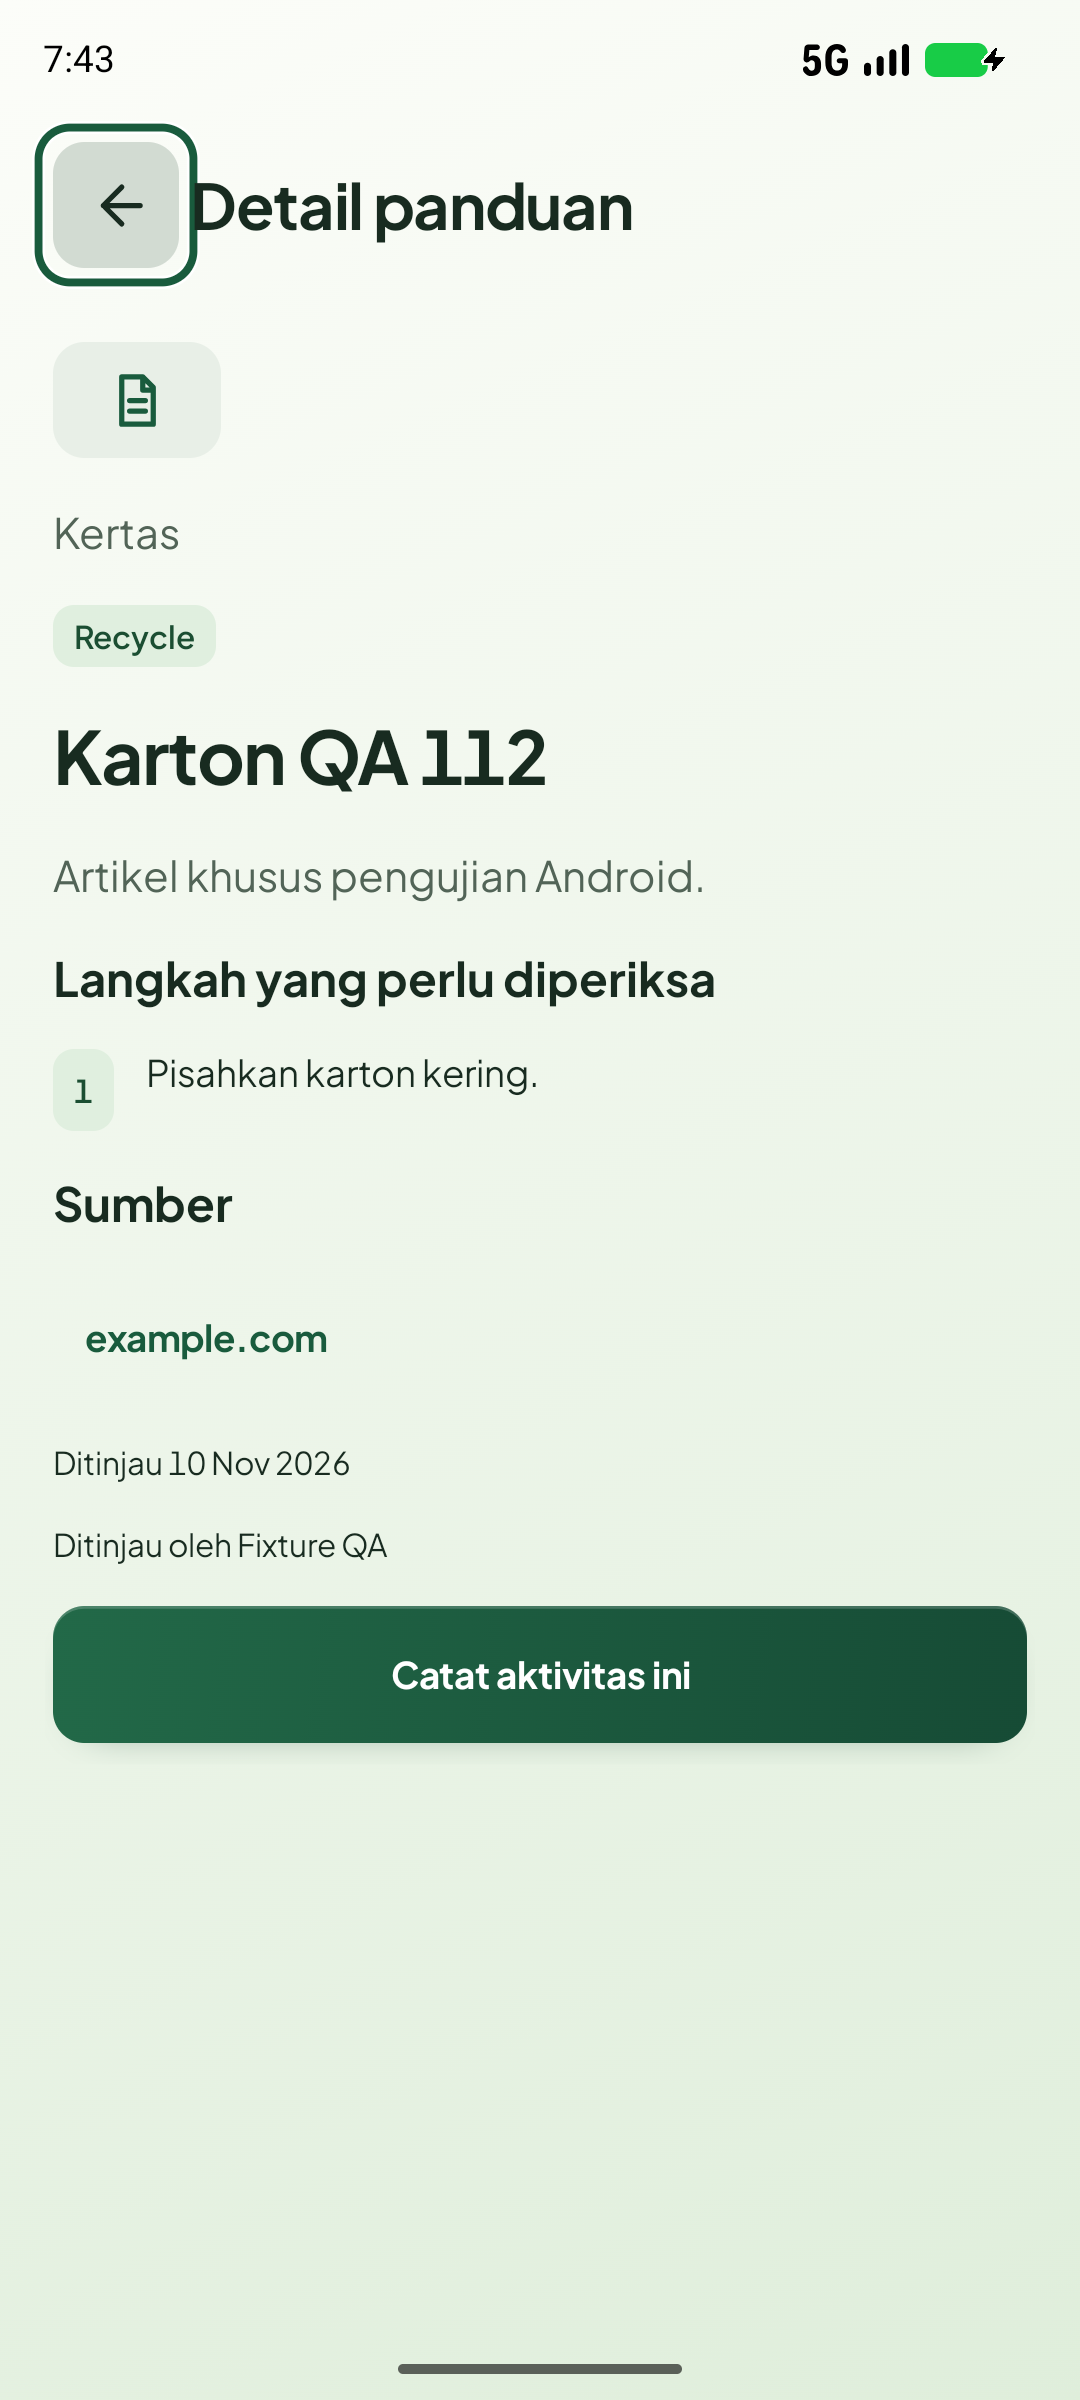 7:43
5G
Detail panduan
Kertas
Recycle
Karton QA 112
Artikel khusus pengujian Android.
Langkah yang perlu diperiksa
1 Pisahkan karton kering.
Sumber
example.com
Ditinjau 10 Nov 2026
Ditinjau oleh Fixture QA
Catat aktivitas ini